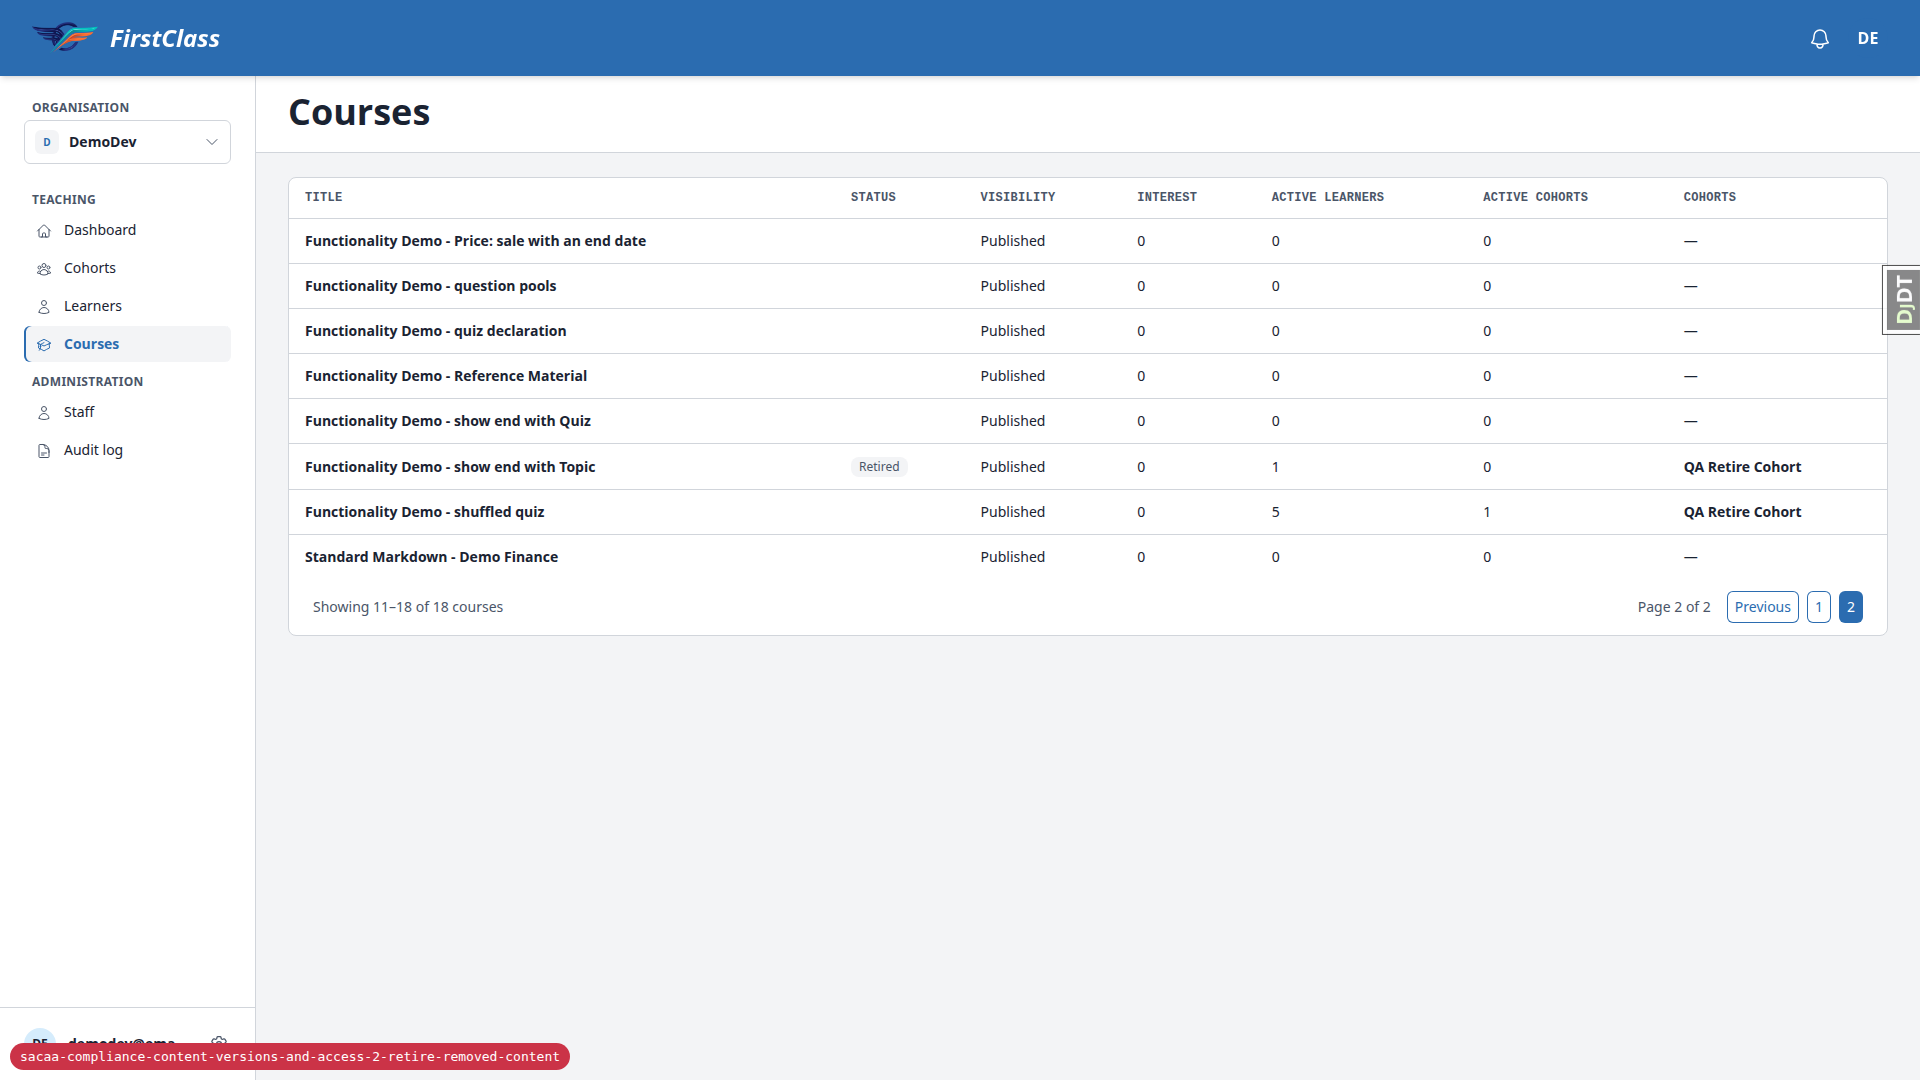 FirstClass
DE
ORGANISATION
D DemoDev
TEACHING
Dashboard
Cohorts
Learners
Courses
ADMINISTRATION
Staff
Audit log
Courses
TITLE STATUS VISIBILITY INTEREST ACTIVE LEARNERS ACTIVE COHORTS COHORTS
Functionality Demo - Price: sale with an end date Published 0 0 0 —
Functionality Demo - question pools Published 0 0 0 —
Functionality Demo - quiz declaration Published 0 0 0 —
Functionality Demo - Reference Material Published 0 0 0 —
Functionality Demo - show end with Quiz Published 0 0 0 —
Functionality Demo - show end with Topic Retired Published 0 1 0 QA Retire Cohort
Functionality Demo - shuffled quiz Published 0 5 1 QA Retire Cohort
Standard Markdown - Demo Finance Published 0 0 0 —
Showing 11–18 of 18 courses
Page 2 of 2 Previous 1 2
DjDT
sacaa-compliance-content-versions-and-access-2-retire-removed-content